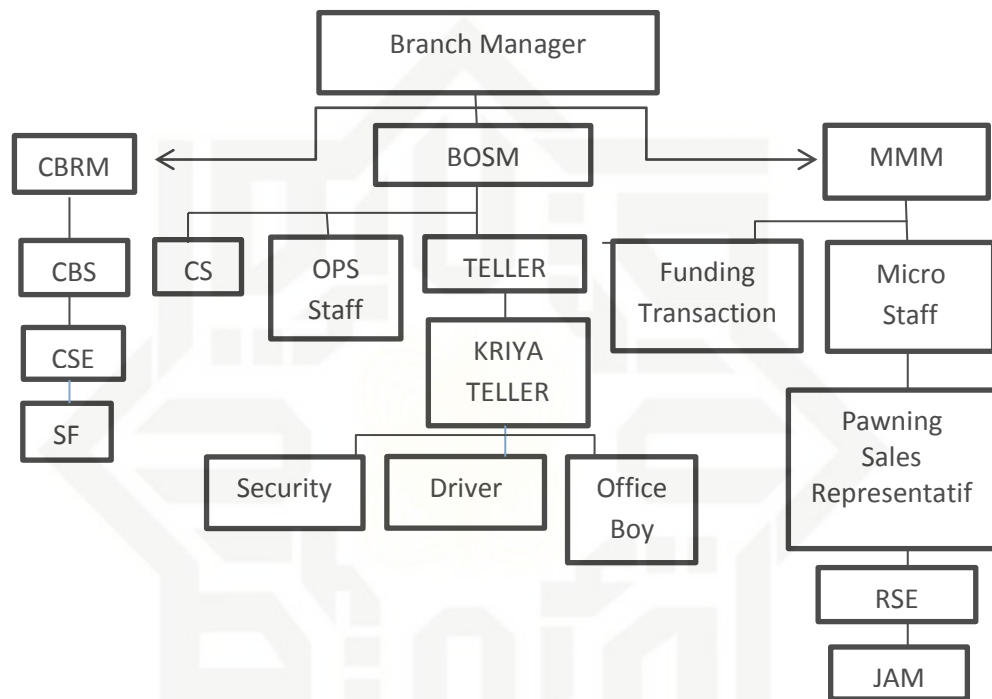 Branch Manager
CBRM
BOSM
MMM
CBS
CS
OPS
Staff
TELLER
Funding
Transaction
Micro
Staff
CSE
KRIYA
TELLER
SF
Pawning
Sales
Representatif
Security
Driver
Office
Boy
RSE
JAM